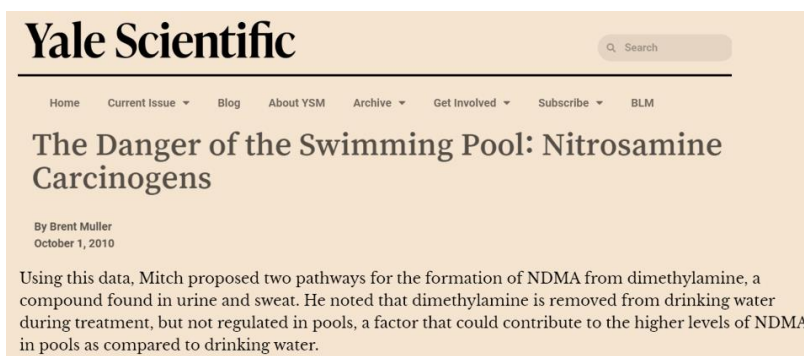 Yale Scientific
Search
Home Current Issue Blog About YSM Archive Get Involved Subscribe BLM
The Danger of the Swimming Pool: Nitrosamine
Carcinogens
By Brent Muller
October 1, 2010
Using this data, Mitch proposed two pathways for the formation of NDMA from dimethylamine, a
compound found in urine and sweat. He noted that dimethylamine is removed from drinking water
during treatment, but not regulated in pools, a factor that could contribute to the higher levels of NDMA
in pools as compared to drinking water.